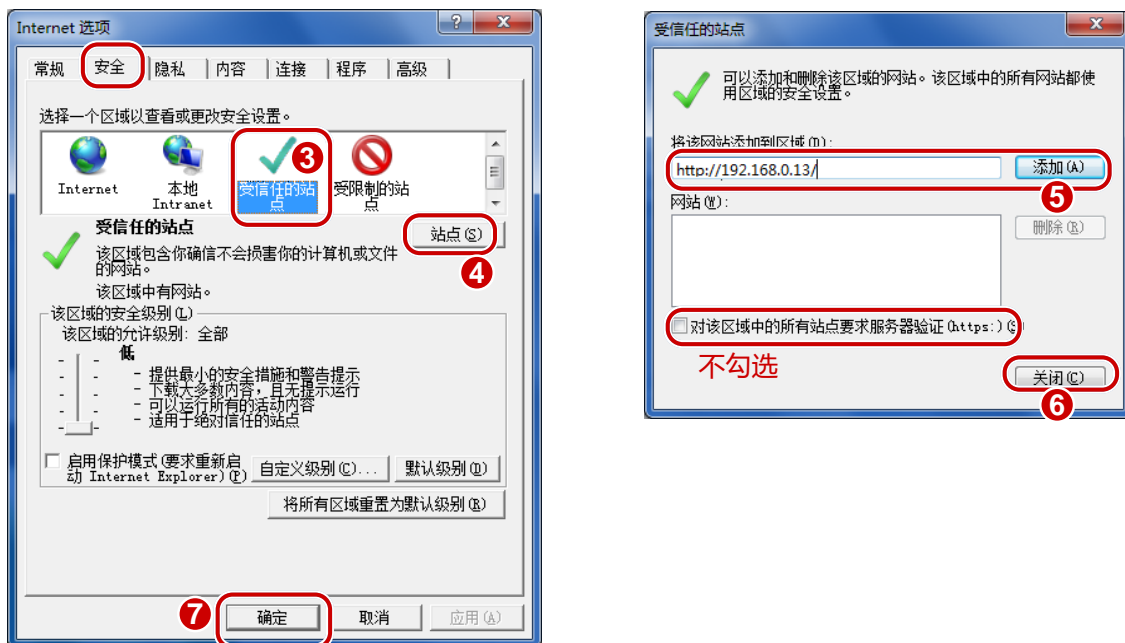 Internet 选项
常规 安全 隐私 内容 连接 程序 高级
选择一个区域以查看或更改安全设置。
3
Internet
本地
Intranet
受信任的站
点
受限制的站
点
受信任的站点
站点(S)
4
该区域包含你确信不会损害你的计算机或文件
的网站。
该区域中有网站。
该区域的安全级别(L)
该区域的允许级别: 全部
低
- 提供最小的安全措施和警告提示
- 下载大多数内容，且无提示运行
- 可以运行所有的活动内容
- 适用于绝对信任的站点
启用保护模式(要求重新启
动 Internet Explorer)(P)
自定义级别(C)...
默认级别(D)
将所有区域重置为默认级别(R)
7
确定
取消
应用(A)
受信任的站点
可以添加和删除该区域的网站。该区域中的所有网站都使
用区域的安全设置。
将该网站添加到区域(D):
http://192.168.0.13/
添加(A)
5
网站(W):
删除(R)
对该区域中的所有站点要求服务器验证(https:)(S)
不勾选
关闭(C)
6